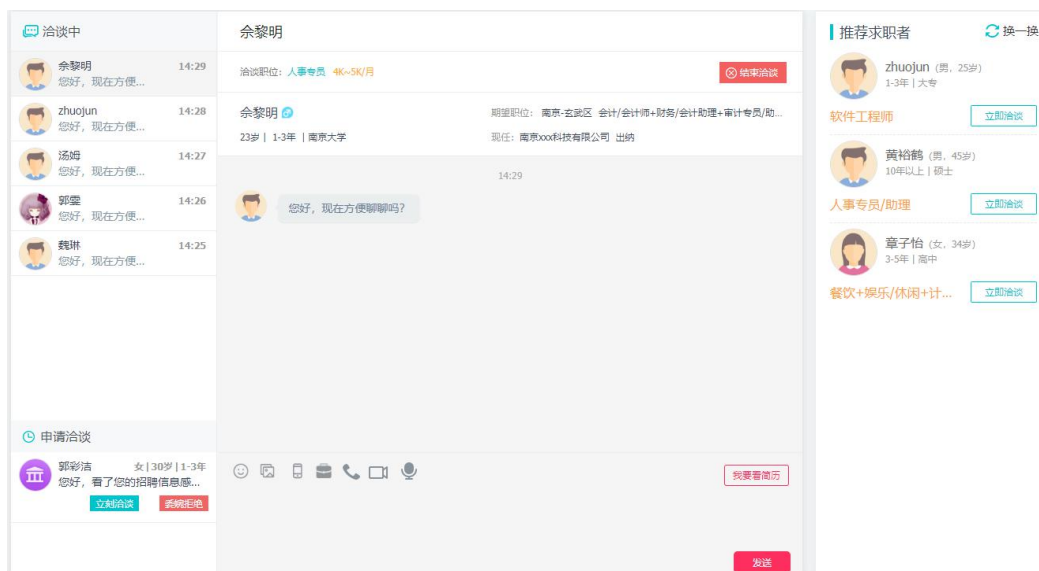 洽谈中
佘黎明 14:29
您好，现在方便...
zhuojun 14:28
您好，现在方便...
汤姆 14:27
您好，现在方便...
郭雯 14:26
您好，现在方便...
魏琳 14:25
您好，现在方便...
申请洽谈
郭彩洁 女|30岁|1-3年
您好，看了您的招聘信息感...
立刻洽谈 委婉拒绝
佘黎明
洽谈职位：人事专员 4K~5K/月 结束洽谈
佘黎明 期望职位：南京-玄武区 会计/会计师+财务/会计助理+审计专员/助...
23岁 | 1-3年 | 南京大学 现任：南京xxx科技有限公司 出纳
14:29
您好，现在方便聊聊吗？
我要看简历
发送
推荐求职者 换一换
zhuojun (男, 25岁)
1-3年 | 大专
软件工程师 立即洽谈
黄裕鹤 (男, 45岁)
10年以上 | 硕士
人事专员/助理 立即洽谈
章子怡 (女, 34岁)
3-5年 | 高中
餐饮+娱乐/休闲+计... 立即洽谈